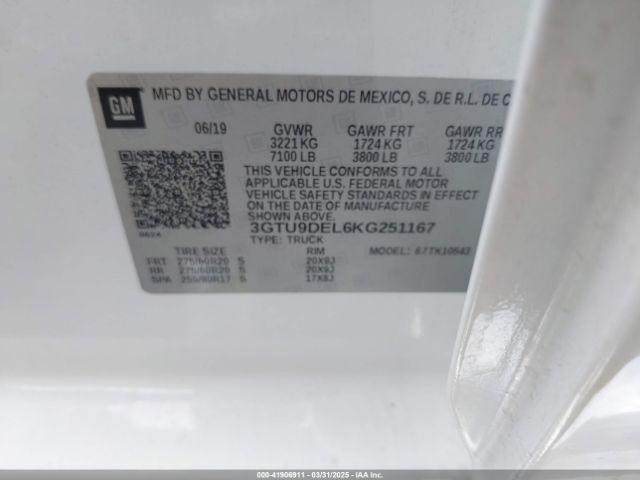 GM
MFD BY GENERAL MOTORS DE MEXICO, S. DE R.L. DE C
06/19 GVWR GAWR FRT GAWR RR
3221 KG 1724 KG 1724 KG
7100 LB 3800 LB 3800 LB
THIS VEHICLE CONFORMS TO ALL
APPLICABLE U.S. FEDERAL MOTOR
VEHICLE SAFETY STANDARDS IN EFFECT
ON THE DATE OF MANUFACTURE
SHOWN ABOVE.
3GTU9DEL6KG251167
TYPE: TRUCK MODEL: 67TK10543
TIRE SIZE RIM
FRT 275/60R20 S 20X9J
RR 275/60R20 S 20X9J
SPA 255/80R17 S 17X8J
000-41906911 - 03/31/2025 - IAAC